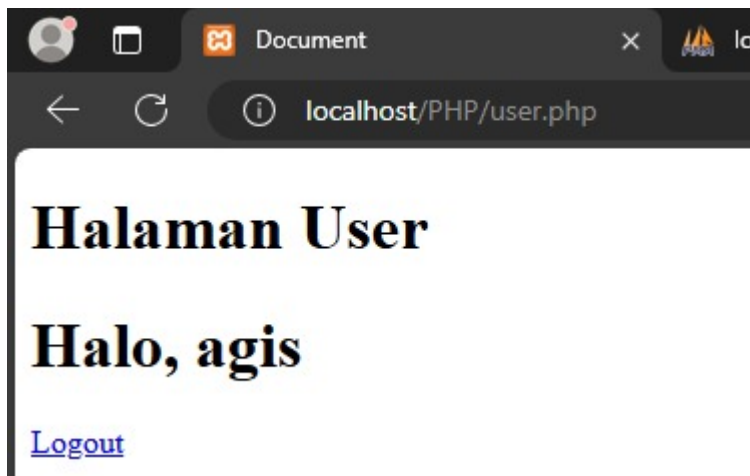 Document
localhost/PHP/user.php
Halaman User
Halo, agis
Logout